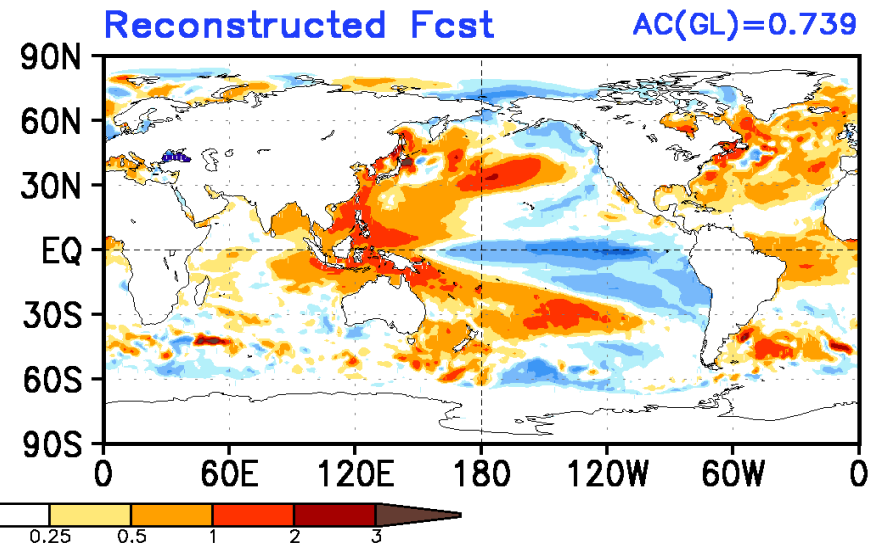 Reconstructed Fcst AC(GL)=0.739
90N
60N
30N
EQ
30S
60S
90S
0 60E 120E 180 120W 60W 0
0.25 0.5 1 2 3